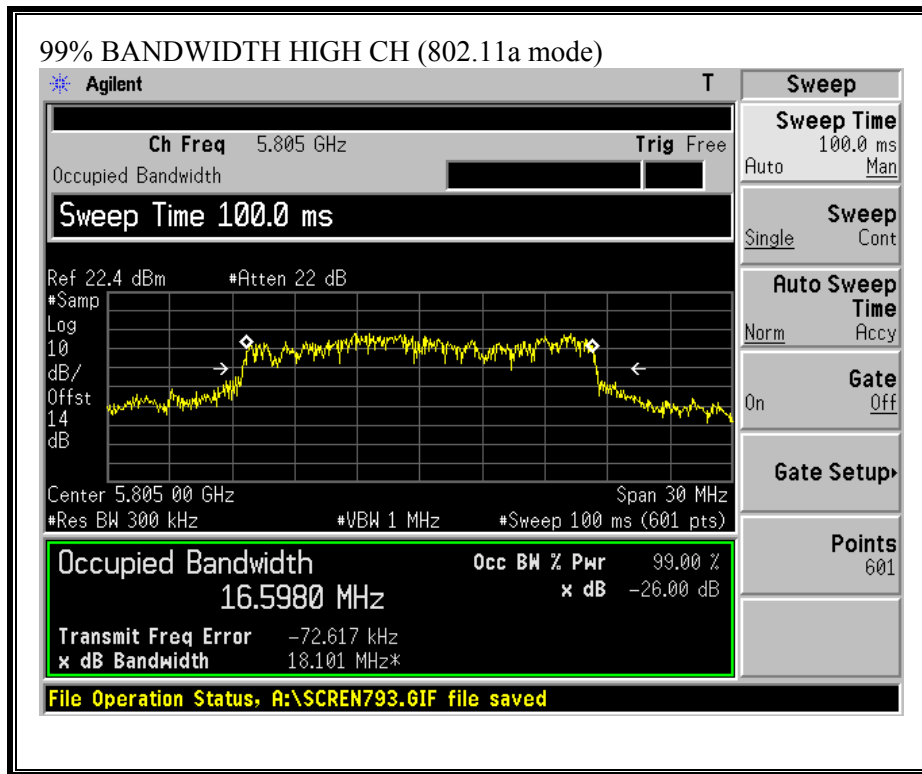 99% BANDWIDTH HIGH CH (802.11a mode)
Agilent T Sweep
Ch Freq 5.805 GHz Trig Free
Occupied Bandwidth
Sweep Time
100.0 ms
Auto Man
Sweep Time 100.0 ms
Sweep
Single Cont
Ref 22.4 dBm #Atten 22 dB
#Samp
Log
10
dB/
Offst
14
dB
Auto Sweep
Time
Norm Accy
Gate
On Off
Gate Setup
Center 5.805 00 GHz Span 30 MHz
#Res BW 300 kHz #VBW 1 MHz #Sweep 100 ms (601 pts)
Points
601
Occupied Bandwidth Occ BW % Pwr 99.00 %
16.5980 MHz x dB -26.00 dB
Transmit Freq Error -72.617 kHz
x dB Bandwidth 18.101 MHz*
File Operation Status, A:\SCREN793.GIF file saved